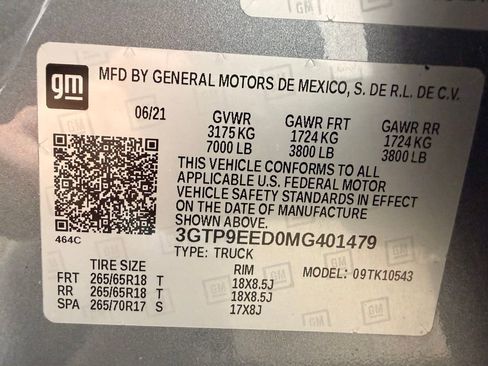 gm
MFD BY GENERAL MOTORS DE MEXICO, S. DE R.L. DE C.V.
06/21 GVWR GAWR FRT GAWR RR
3175 KG 1724 KG 1724 KG
7000 LB 3800 LB 3800 LB
THIS VEHICLE CONFORMS TO ALL
APPLICABLE U.S. FEDERAL MOTOR
VEHICLE SAFETY STANDARDS IN EFFECT
ON THE DATE OF MANUFACTURE
SHOWN ABOVE.
464C 3GTP9EED0MG401479
TYPE: TRUCK
TIRE SIZE RIM MODEL: 09TK10543
FRT 265/65R18 T 18X8.5J
RR 265/65R18 T 18X8.5J
SPA 265/70R17 S 17X8J